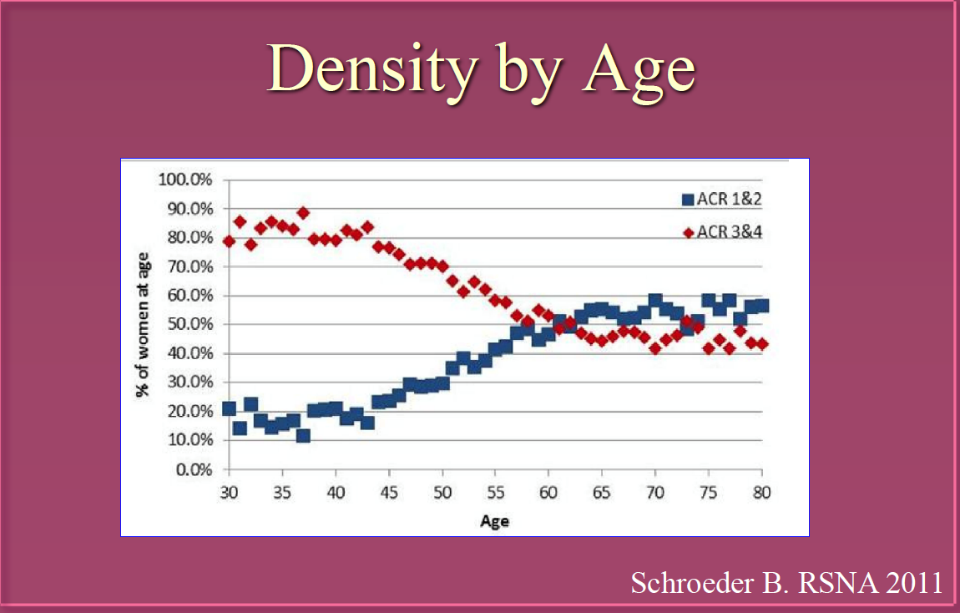 Density by Age
100.0%
90.0%
80.0%
70.0%
60.0%
50.0%
40.0%
30.0%
20.0%
10.0%
0.0%
% of women at age
ACR 1&2
ACR 3&4
30 35 40 45 50 55 60 65 70 75 80
Age
Schroeder B. RSNA 2011